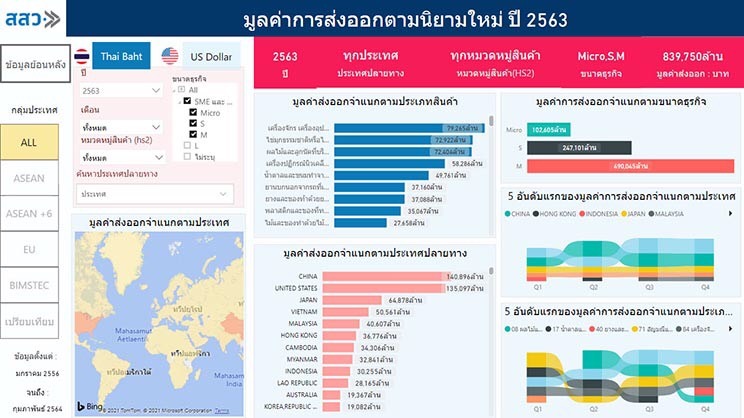 สสว
มูลค่าการส่งออกตามนิยามใหม่ ปี 2563
ข้อมูลย้อนหลัง
กลุ่มประเทศ
ALL
ASEAN
ASEAN +6
EU
BIMSTEC
เปรียบเทียบ
ข้อมูลตั้งแต่ :
มกราคม 2556
จนถึง :
กุมภาพันธ์ 2564
Thai Baht
US Dollar
ปี
2563
เดือน
ทั้งหมด
หมวดหมู่สินค้า (hs2)
ทั้งหมด
ค้นหาประเทศปลายทาง
ประเทศ
ขนาดธุรกิจ
All
SME และ ...
Micro
S
M
L
ไม่ระบุ
2563
ปี
ทุกประเทศ
ประเทศปลายทาง
ทุกหมวดหมู่สินค้า
หมวดหมู่สินค้า(HS2)
Micro,S,M
ขนาดธุรกิจ
839,750ล้าน
มูลค่าส่งออก : บาท
มูลค่าส่งออกจำแนกตามประเทศ
ทวีปยุโรป
Mahasamut
Aetlaenti
ทวีปแอฟริกา
ทวีปอเมริกาใต้
Mahasamut
India
Bing
© 2021 TomTom, © 2021 Microsoft Corporation Terms
มูลค่าส่งออกจำแนกตามประเภทสินค้า
เครื่องจักร เครื่องอุป... 79,265ล้าน
ไข่มุกธรรมชาติหรือไ... 72,922ล้าน
ผลไม้และลูกนัตที่บริ... 72,404ล้าน
เครื่องอุปกรณ์ไฟฟ้า... 58,286ล้าน
น้ำตาลและขนมทำจา... 49,761ล้าน
ยานบกนอกจากรถที่เ... 37,160ล้าน
ยางและของทำด้วยย... 37,088ล้าน
พลาสติกและของที่ท... 35,067ล้าน
ไม้และของทำด้วยไ... 27,658ล้าน
มูลค่าส่งออกจำแนกตามประเทศปลายทาง
CHINA 140,896ล้าน
UNITED STATES 135,097ล้าน
JAPAN 64,878ล้าน
VIETNAM 50,561ล้าน
MALAYSIA 40,607ล้าน
HONG KONG 36,776ล้าน
CAMBODIA 34,306ล้าน
MYANMAR 32,841ล้าน
INDONESIA 30,255ล้าน
LAO REPUBLIC 28,165ล้าน
AUSTRALIA 19,367ล้าน
KOREA,REPUBLIC... 19,082ล้าน
มูลค่าการส่งออกจำแนกตามขนาดธุรกิจ
Micro 102,605ล้าน
S 247,101ล้าน
M 490,045ล้าน
5 อันดับแรกของมูลค่าการส่งออกจำแนกตามประเทศ
CHINA HONG KONG INDONESIA JAPAN MALAYSIA
Q1 Q2 Q3 Q4
5 อันดับแรกของมูลค่าการส่งออกจำแนกตามประเภ...
08 ผลไม้แ... 17 น้ำตาลแ... 40 ยางและ... 71 อัญมณีแ... 84 เครื่องจั...
Q1 Q2 Q3 Q4